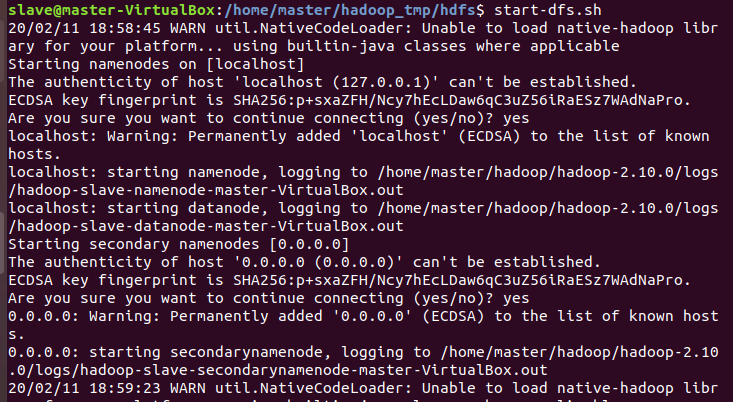 slave@master-VirtualBox:/home/master/hadoop_tmp/hdfs$ start-dfs.sh
20/02/11 18:58:45 WARN util.NativeCodeLoader: Unable to load native-hadoop libr
ary for your platform... using builtin-java classes where applicable
Starting namenodes on [localhost]
The authenticity of host 'localhost (127.0.0.1)' can't be established.
ECDSA key fingerprint is SHA256:p+sxaZFH/Ncy7hEcLDaw6qC3uZ56iRaESz7WAdNaPro.
Are you sure you want to continue connecting (yes/no)? yes
localhost: Warning: Permanently added 'localhost' (ECDSA) to the list of known
hosts.
localhost: starting namenode, logging to /home/master/hadoop/hadoop-2.10.0/logs
/hadoop-slave-namenode-master-VirtualBox.out
localhost: starting datanode, logging to /home/master/hadoop/hadoop-2.10.0/logs
/hadoop-slave-datanode-master-VirtualBox.out
Starting secondary namenodes [0.0.0.0]
The authenticity of host '0.0.0.0 (0.0.0.0)' can't be established.
ECDSA key fingerprint is SHA256:p+sxaZFH/Ncy7hEcLDaw6qC3uZ56iRaESz7WAdNaPro.
Are you sure you want to continue connecting (yes/no)? yes
0.0.0.0: Warning: Permanently added '0.0.0.0' (ECDSA) to the list of known host
s.
0.0.0.0: starting secondarynamenode, logging to /home/master/hadoop/hadoop-2.10
.0/logs/hadoop-slave-secondarynamenode-master-VirtualBox.out
20/02/11 18:59:23 WARN util.NativeCodeLoader: Unable to load native-hadoop libr